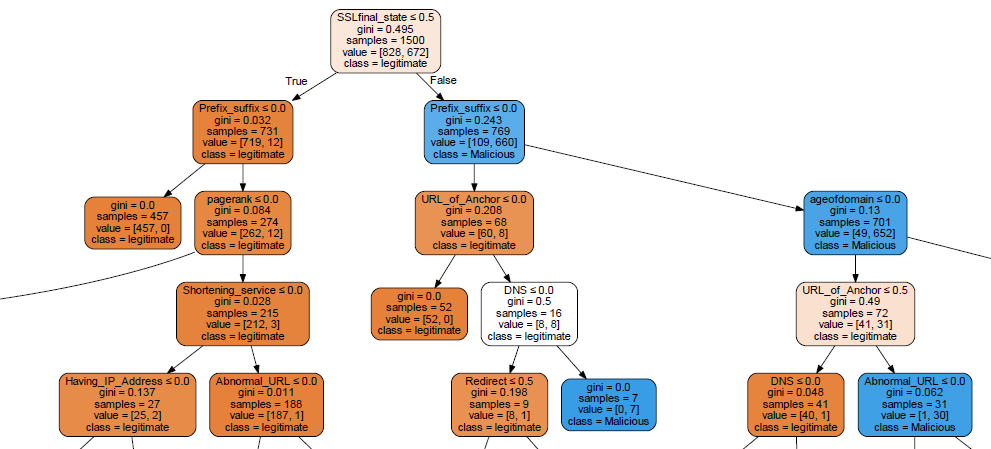 SSLfinal_state ≤ 0.5
gini = 0.495
samples = 1500
value = [828, 672]
class = legitimate
True
False
Prefix_suffix ≤ 0.0
gini = 0.032
samples = 731
value = [719, 12]
class = legitimate
Prefix_suffix ≤ 0.0
gini = 0.243
samples = 769
value = [109, 660]
class = Malicious
gini = 0.0
samples = 457
value = [457, 0]
class = legitimate
pagerank ≤ 0.0
gini = 0.084
samples = 274
value = [262, 12]
class = legitimate
URL_of_Anchor ≤ 0.0
gini = 0.208
samples = 68
value = [60, 8]
class = legitimate
ageofdomain ≤ 0.0
gini = 0.13
samples = 701
value = [49, 652]
class = Malicious
Shortening_service ≤ 0.0
gini = 0.028
samples = 215
value = [212, 3]
class = legitimate
gini = 0.0
samples = 52
value = [52, 0]
class = legitimate
DNS ≤ 0.0
gini = 0.5
samples = 16
value = [8, 8]
class = legitimate
URL_of_Anchor ≤ 0.5
gini = 0.49
samples = 72
value = [41, 31]
class = legitimate
Having_IP_Address ≤ 0.0
gini = 0.137
samples = 27
value = [25, 2]
class = legitimate
Abnormal_URL ≤ 0.0
gini = 0.011
samples = 188
value = [187, 1]
class = legitimate
Redirect ≤ 0.5
gini = 0.198
samples = 9
value = [8, 1]
class = legitimate
gini = 0.0
samples = 7
value = [0, 7]
class = Malicious
DNS ≤ 0.0
gini = 0.048
samples = 41
value = [40, 1]
class = legitimate
Abnormal_URL ≤ 0.0
gini = 0.062
samples = 31
value = [1, 30]
class = Malicious